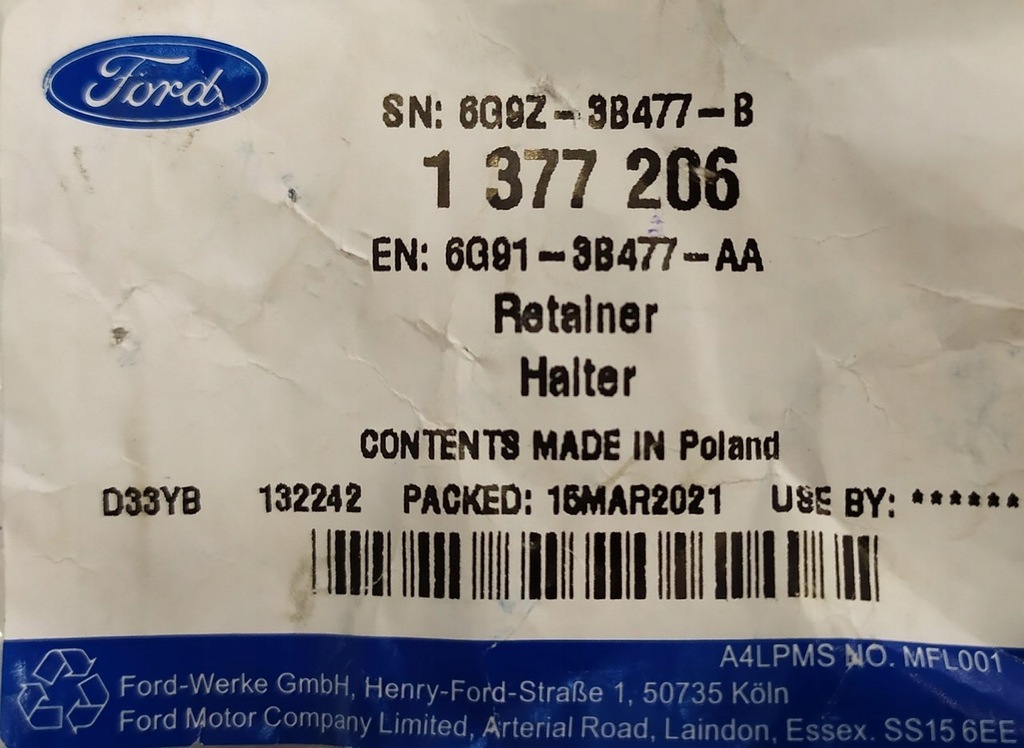 Ford
SN: 6G9Z-3B477-B
1 377 206
EN: 6G91-3B477-AA
Retainer
Halter
CONTENTS MADE IN Poland
D33YB 132242 PACKED: 15MAR2021 USE BY: ******
A4LPMS NO. MFL001
Ford-Werke GmbH, Henry-Ford-Straße 1, 50735 Köln
Ford Motor Company Limited, Arterial Road, Laindon, Essex. SS15 6EE